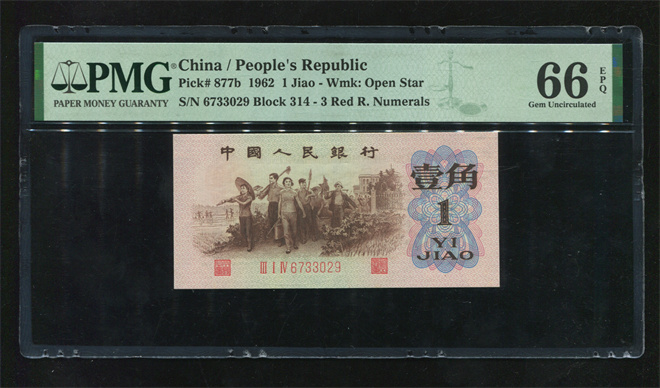 PMG
PAPER MONEY GUARANTY
China / People's Republic
Pick# 877b 1962 1 Jiao - Wmk: Open Star
S/N 6733029 Block 314 - 3 Red R. Numerals
66 EPQ
Gem Uncirculated
中國人民銀行
壹角
1
YI
JIAO
III I IV 6733029